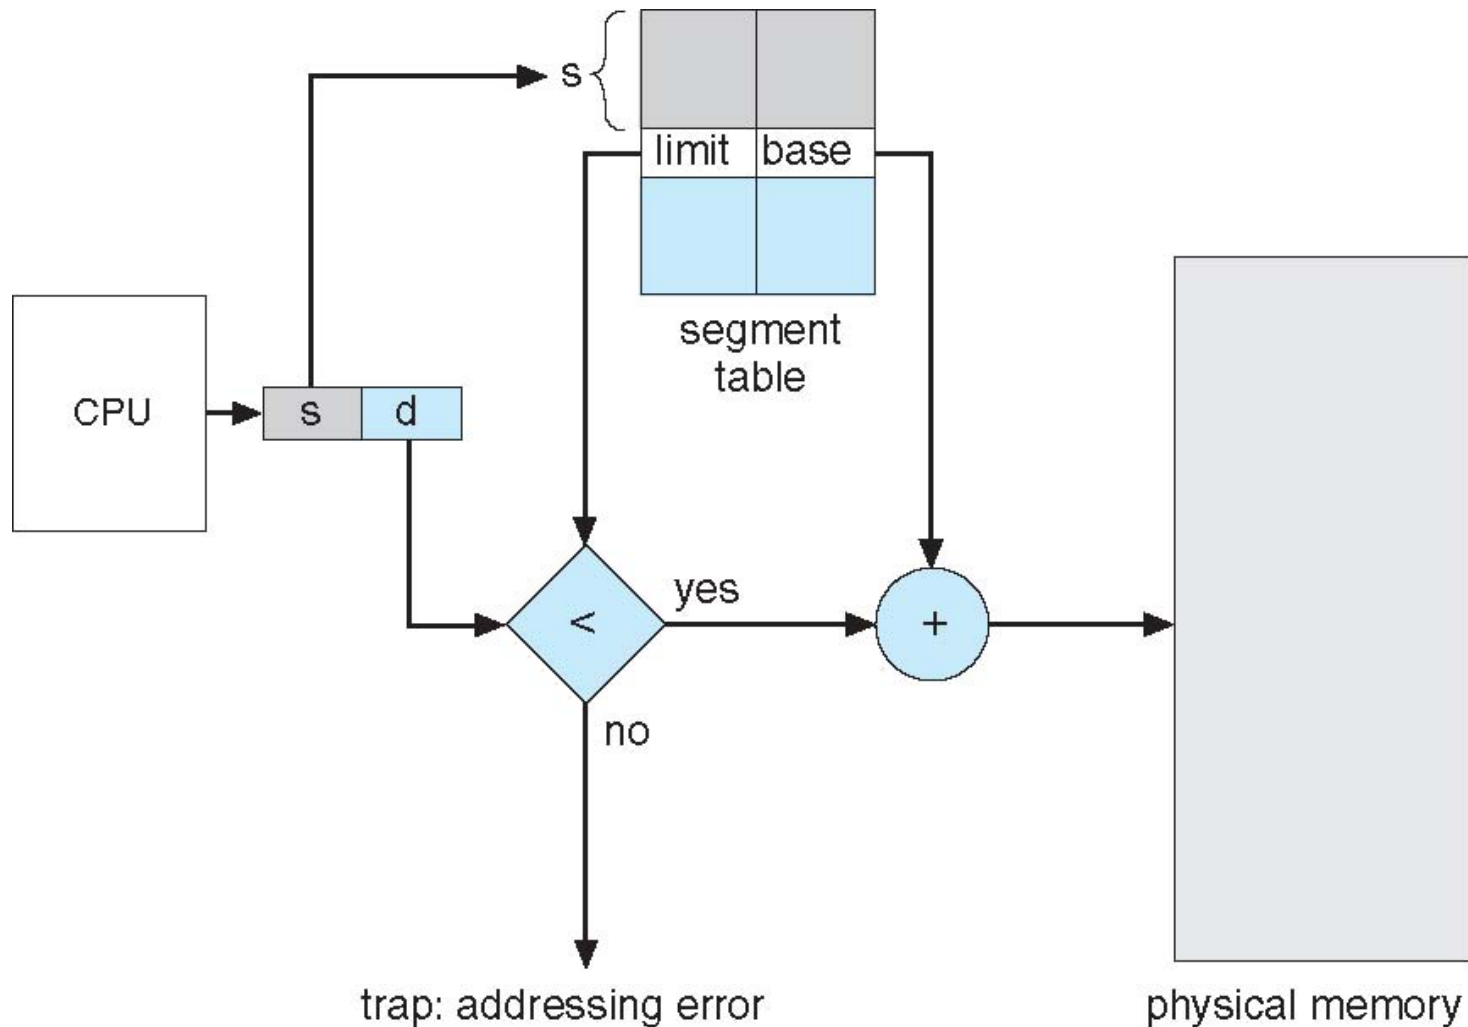 s
limit base
segment
table
CPU
s d
<
yes
+
no
trap: addressing error
physical memory